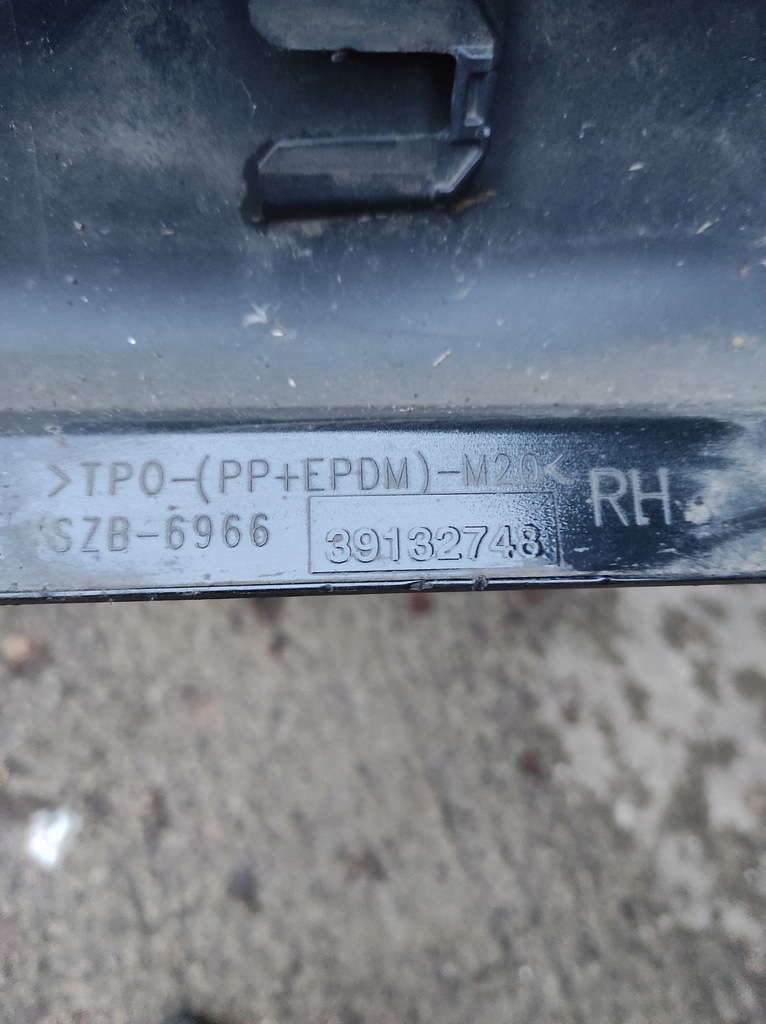 >TPO-(PP+EPDM)-M20<
RH
SZB-6966
39132748